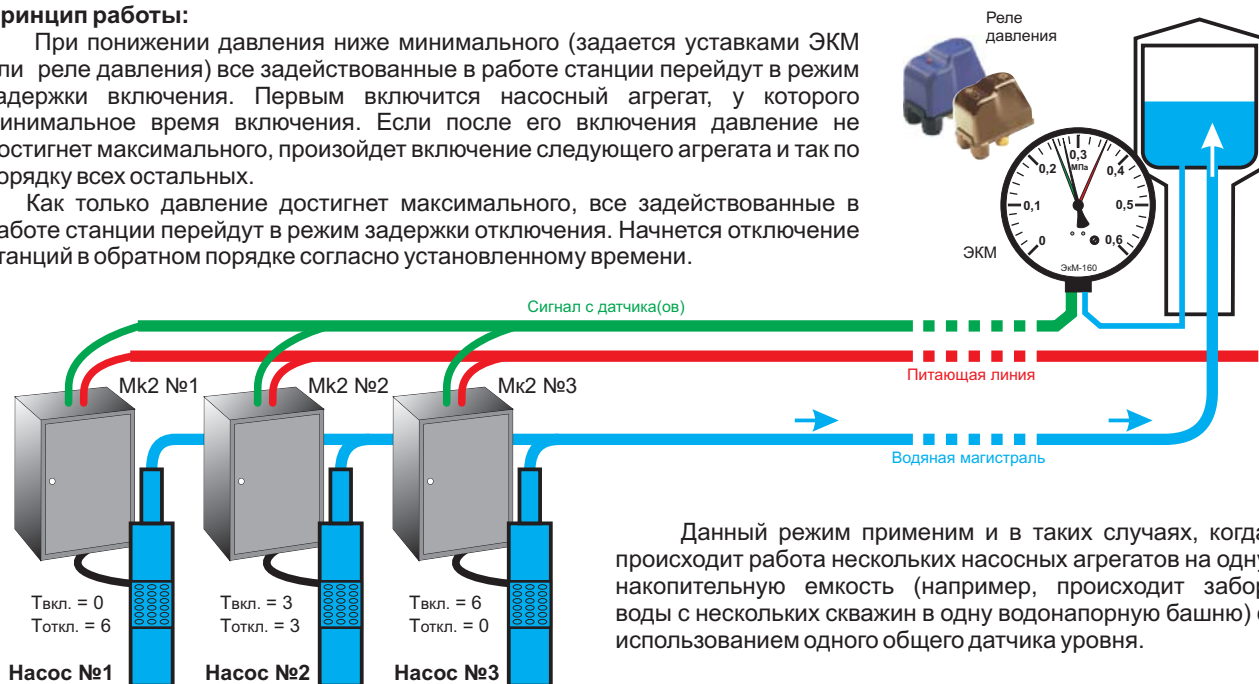 ринцип работы:
При понижении давления ниже минимального (задается уставками ЭКМ
ли реле давления) все задействованные в работе станции перейдут в режим
адержки включения. Первым включится насосный агрегат, у которого
инимальное время включения. Если после его включения давление не
остигнет максимального, произойдет включение следующего агрегата и так по
орядку всех остальных.
Как только давление достигнет максимального, все задействованные в
аботе станции перейдут в режим задержки отключения. Начнется отключение
танций в обратном порядке согласно установленному времени.
Реле
давления
0,3
МПа
0,2
0,4
0,1
0,5
0
0,6
ЭкМ-160
ЭКМ
Сигнал с датчика(ов)
Питающая линия
Mk2 №1
Mk2 №2
Мк2 №3
Водяная магистраль
Tвкл. = 0
Tоткл. = 6
Tвкл. = 3
Tоткл. = 3
Tвкл. = 6
Tоткл. = 0
Насос №1
Насос №2
Насос №3
Данный режим применим и в таких случаях, когда
происходит работа нескольких насосных агрегатов на одну
накопительную емкость (например, происходит забор
воды с нескольких скважин в одну водонапорную башню) с
использованием одного общего датчика уровня.